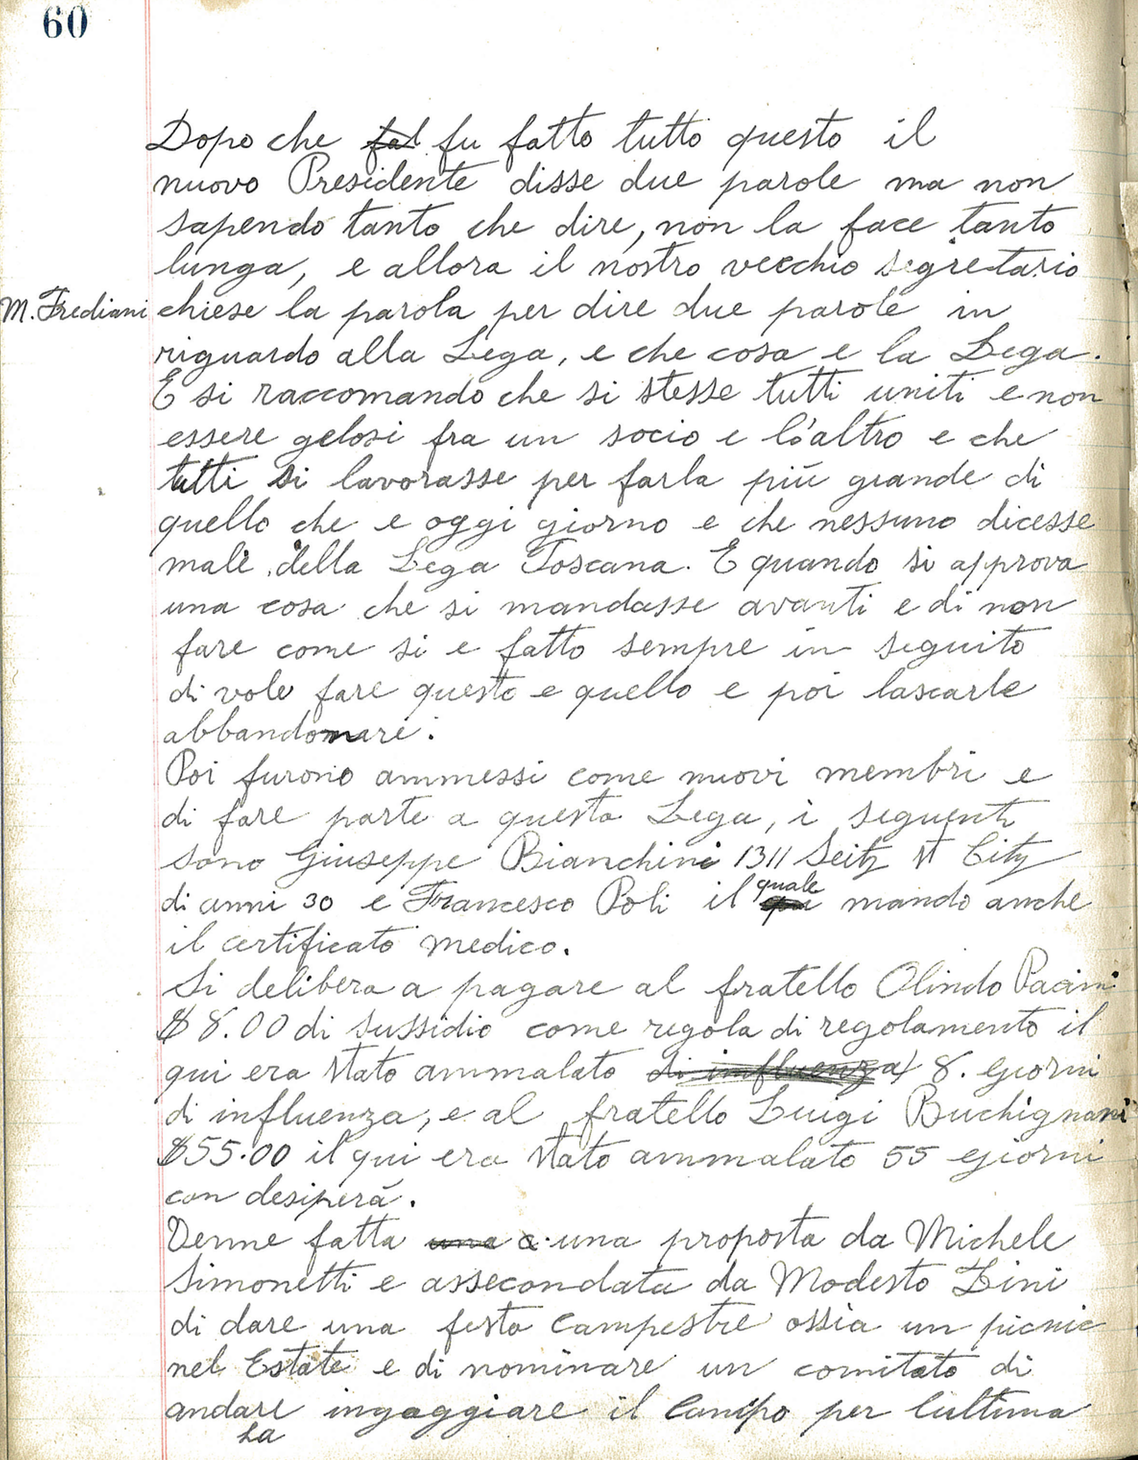 60
Dopo che fat fu fatto tutto questo il
nuovo Presidente disse due parole ma non
sapendo tanto che dire, non la face tanto
lunga, e allora il nostro vecchio segretario
M. Frediani chiese la parola per dire due parole in
riguardo alla Lega, e che cosa e la Lega.
E si raccomando che si stesse tutti uniti e non
essere gelosi fra un socio e lo'altro e che
tutti si lavorasse per farla più grande di
quello che e oggi giorno e che nessuno dicesse
male della Lega Toscana. E quando si approva
una cosa che si mandasse avanti e di non
fare come si e fatto sempre in seguito
di vole fare questo e quello e poi lascarle
abbandonare.
Poi furono ammessi come nuovi membri e
di fare parte a questa Lega, i seguenti
sono Giuseppe Bianchini 1311 Seitz St City
di anni 30 e Francesco Poli il quale mando anche
il certificato medico.
Si delibera a pagare al fratello Olindo Pacini
$8.00 di sussidio come regola di regolamento il
qui era stato ammalato di influenza 8. giorni
di influenza, e al fratello Luigi Buchignani
$55.00 il qui era stato ammalato 55 giorni
con desiperà.
Venne fatta una a una proposta da Michele
Simonetti e assecondata da Modesto Lini
di dare una festa campestre ossia un picnic
nel Estate e di nominare un comitato di
andare ingaggiare il Campo per l'ultima
La